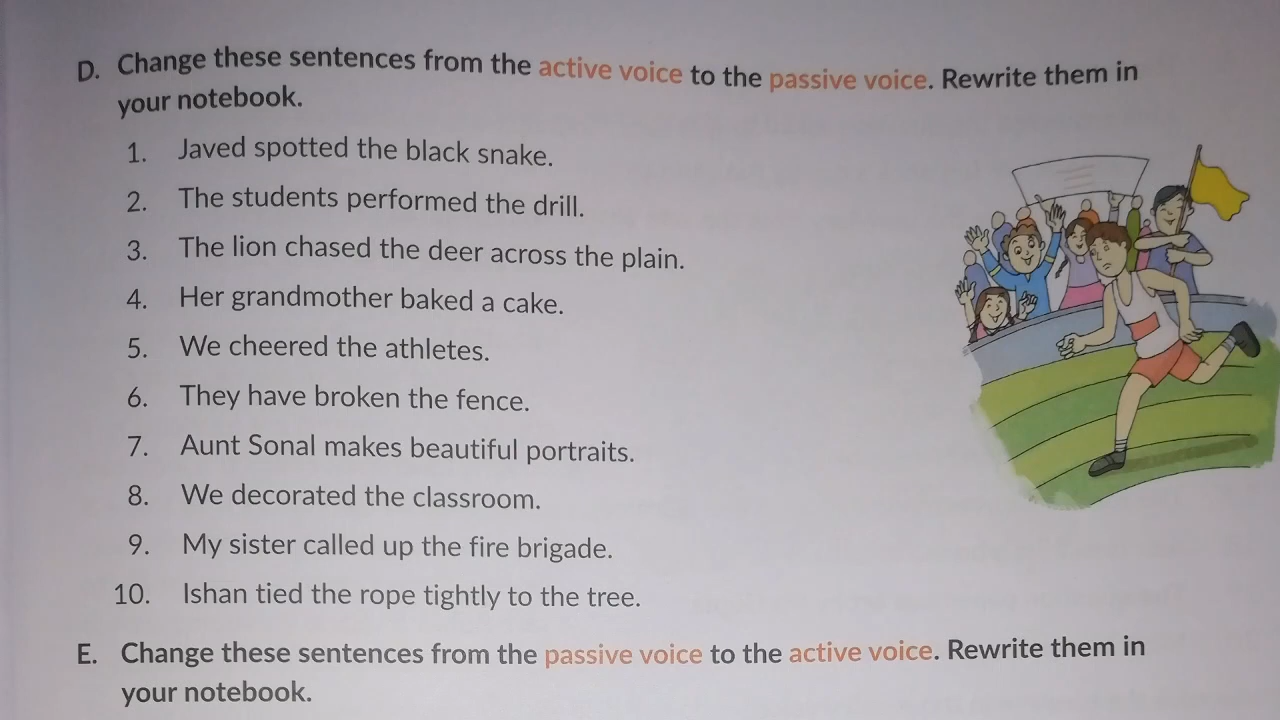 D. Change these sentences from the active voice to the passive voice. Rewrite them in
your notebook.
1. Javed spotted the black snake.
2. The students performed the drill.
3. The lion chased the deer across the plain.
4. Her grandmother baked a cake.
5. We cheered the athletes.
6. They have broken the fence.
7. Aunt Sonal makes beautiful portraits.
8. We decorated the classroom.
9. My sister called up the fire brigade.
10. Ishan tied the rope tightly to the tree.
E. Change these sentences from the passive voice to the active voice. Rewrite them in
your notebook.